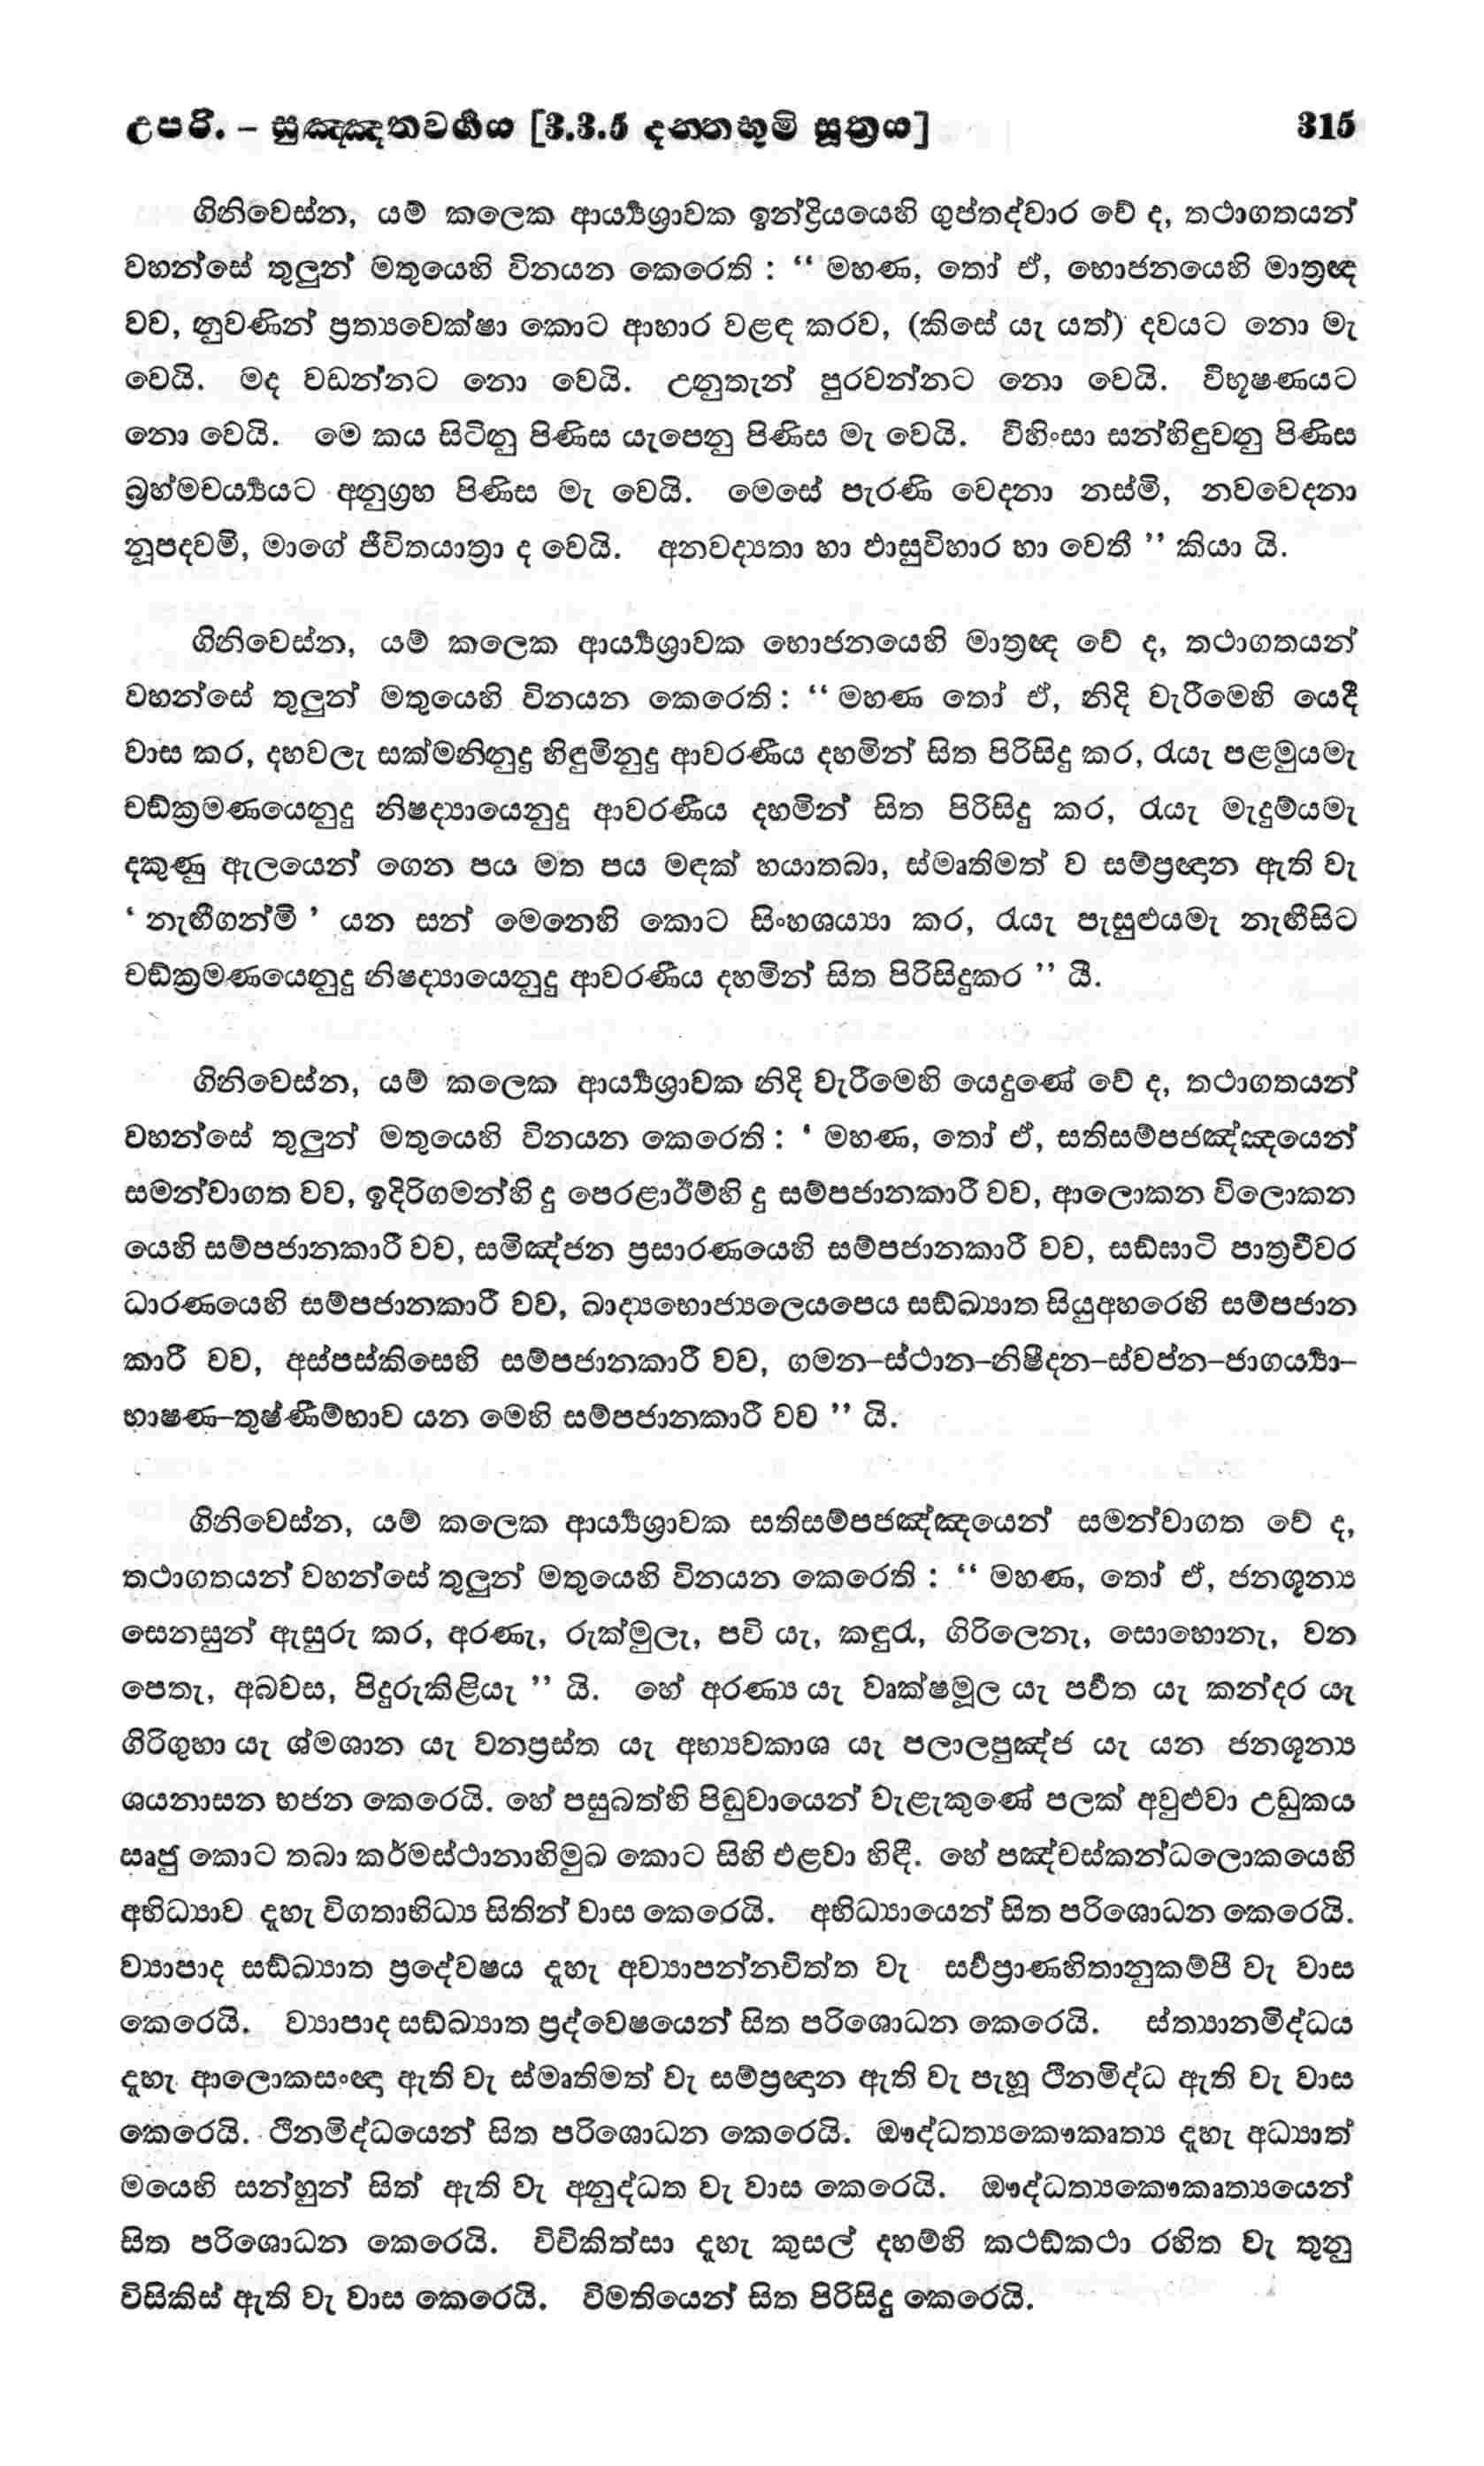 උපරි. – සුඤ්ඤතවර්ගය [3.3.5 දන්තභූමි සූත්‍රය] 315
ගිනිවෙස්න, යම් කලෙක ආර්‍ය්‍යශ්‍රාවක ඉන්ද්‍රියයෙහි ගුප්තද්වාර වේ ද, තථාගතයන්
වහන්සේ තුලුන් මතුයෙහි විනයන කෙරෙති : “ මහණ, තෝ ඒ, භොජනයෙහි මාත්‍රඥ
වව, නුවණින් ප්‍රත්‍යවෙක්ෂා කොට ආහාර වළඳ කරව, (කිසේ යැ යත්) දවයට නො මැ
වෙයි. මද වඩන්නට නො වෙයි. උනුතැන් පුරවන්නට නො වෙයි. විභූෂණයට
නො වෙයි. මෙ කය සිටිනු පිණිස යැපෙනු පිණිස මැ වෙයි. විහිංසා සන්හිඳුවනු පිණිස
බ්‍රහ්මචර්‍ය්‍යයට අනුග්‍රහ පිණිස මැ වෙයි. මෙසේ පැරණි වෙදනා නස්මි, නවවෙදනා
නූපදවමි, මාගේ ජීවිතයාත්‍රා ද වෙයි. අනවද්‍යතා හා ඵාසුවිහාර හා වෙතී ” කියා යි.
ගිනිවෙස්න, යම් කලෙක ආර්‍ය්‍යශ්‍රාවක භොජනයෙහි මාත්‍රඥ වේ ද, තථාගතයන්
වහන්සේ තුලුන් මතුයෙහි විනයන කෙරෙති : “ මහණ තෝ ඒ, නිදි වැරීමෙහි යෙදී
වාස කර, දහවලැ සක්මනිනුදු හිඳුමිනුදු ආවරණීය දහමින් සිත පිරිසිදු කර, රැයැ පළමුයමැ
චඩ්ක්‍රමණයෙනුදු නිෂද්‍යායෙනුදු ආවරණීය දහමින් සිත පිරිසිදු කර, රැයැ මැදුම්යමැ
දකුණු ඇලයෙන් ගෙන පය මත පය මඳක් හයාතබා, ස්මෘතිමත් ව සම්ප්‍රඥාන ඇති වැ
‘ නැඟීගන්මි ’ යන සන් මෙනෙහි කොට සිංහශය්‍යා කර, රැයැ පැසුළුයමැ නැඟීසිට
චඩ්ක්‍රමණයෙනුදු නිෂද්‍යායෙනුදු ආවරණීය දහමින් සිත පිරිසිදුකර ” යී.
ගිනිවෙස්න, යම් කලෙක ආර්‍ය්‍යශ්‍රාවක නිදි වැරීමෙහි යෙදුණේ වේ ද, තථාගතයන්
වහන්සේ තුලුන් මතුයෙහි විනයන කෙරෙති : ‘ මහණ, තෝ ඒ, සතිසම්පජඤ්ඤයෙන්
සමන්වාගත වව, ඉදිරිගමන්හි දු පෙරළාඊම්හි දු සම්පජානකාරී වව, ආලොකන විලොකන
යෙහි සම්පජානකාරී වව, සමිඤ්ජන ප්‍රසාරණයෙහි සම්පජානකාරී වව, සඩ්ඝාටි පාත්‍රචීවර
ධාරණයෙහි සම්පජානකාරී වව, ඛාද්‍යභොජ්‍යලෙය්‍යපෙය සඩ්ඛ්‍යාත සියුඅහරෙහි සම්පජාන
කාරී වව, අස්පස්කිසෙහි සම්පජානකාරී වව, ගමන–ස්ථාන–නිෂීදන–ස්වප්න–ජාගර්‍ය්‍යා–
භාෂණ–තුෂ්ණීම්භාව යන මෙහි සම්පජානකාරී වව ” යි.
ගිනිවෙස්න, යම් කලෙක ආර්‍ය්‍යශ්‍රාවක සතිසම්පජඤ්ඤයෙන් සමන්වාගත වේ ද,
තථාගතයන් වහන්සේ තුලුන් මතුයෙහි විනයන කෙරෙති : “ මහණ, තෝ ඒ, ජනශූන්‍ය
සෙනසුන් ඇසුරු කර, අරණැ, රුක්මුලැ, පව් යැ, කඳුරැ, ගිරිලෙනැ, සොහොනැ, වන
පෙතැ, අබවස, පිදුරුකිළියැ ” යි. හේ අරණ්‍ය යැ වෘක්ෂමූල යැ පර්‍වත යැ කන්දර යැ
ගිරිගුහා යැ ශ්මශාන යැ වනප්‍රස්ත යැ අභ්‍යවකාශ යැ පලාලපුඤ්ජ යැ යන ජනශූන්‍ය
ශයනාසන භජන කෙරෙයි. හේ පසුබත්හි පිඬුවායෙන් වැළැකුණේ පලක් අවුළුවා උඩුකය
සෘජු කොට තබා කර්මස්ථානාභිමුඛ කොට සිහි එළවා හිඳී. හේ පඤ්චස්කන්ධලොකයෙහි
අභිධ්‍යාව දූහැ විගතාභිධ්‍ය සිතින් වාස කෙරෙයි. අභිධ්‍යායෙන් සිත පරිශොධන කෙරෙයි.
ව්‍යාපාද සඩ්ඛ්‍යාත ප්‍රදේවෂය දූහැ අව්‍යාපන්නචිත්ත වැ සර්‍වප්‍රාණහිතානුකම්පී වැ වාස
කෙරෙයි. ව්‍යාපාද සඩ්ඛ්‍යාත ප්‍රද්වේෂයෙන් සිත පරිශොධන කෙරෙයි. ස්ත්‍යානමිද්ධය
දූහැ ආලොකසංඥා ඇති වැ ස්මෘතිමත් වැ සම්ප්‍රඥාන ඇති වැ පැහූ ථීනමිද්ධ ඇති වැ වාස
කෙරෙයි. ථීනමිද්ධයෙන් සිත පරිශොධන කෙරෙයි. ඖද්ධත්‍යකෞකෘත්‍ය දූහැ අධ්‍යාත්
මයෙහි සන්හුන් සිත් ඇති වැ අනුද්ධත වැ වාස කෙරෙයි. ඖද්ධත්‍යකෞකෘත්‍යයෙන්
සිත පරිශොධන කෙරෙයි. විචිකිත්සා දූහැ කුසල් දහම්හි කථඩ්කථා රහිත වැ තුනු
විසිකිස් ඇති වැ වාස කෙරෙයි. විමතියෙන් සිත පිරිසිදු කෙරෙයි.